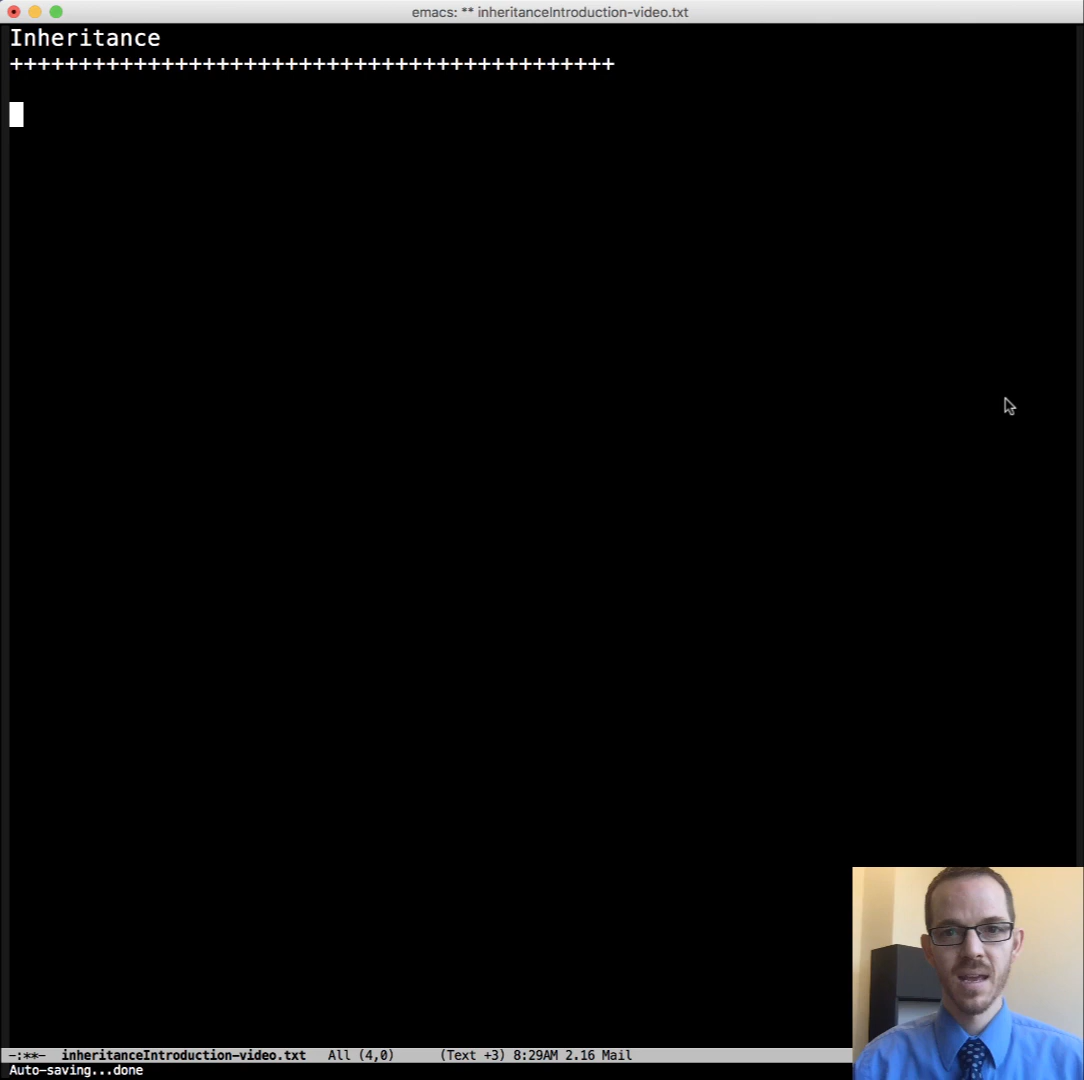 emacs: ** inheritanceIntroduction-video.txt
Inheritance
++++++++++++++++++++++++++++++++++++++++++++
-:**-  inheritanceIntroduction-video.txt   All (4,0)      (Text +3) 8:29AM 2.16 Mail
Auto-saving...done